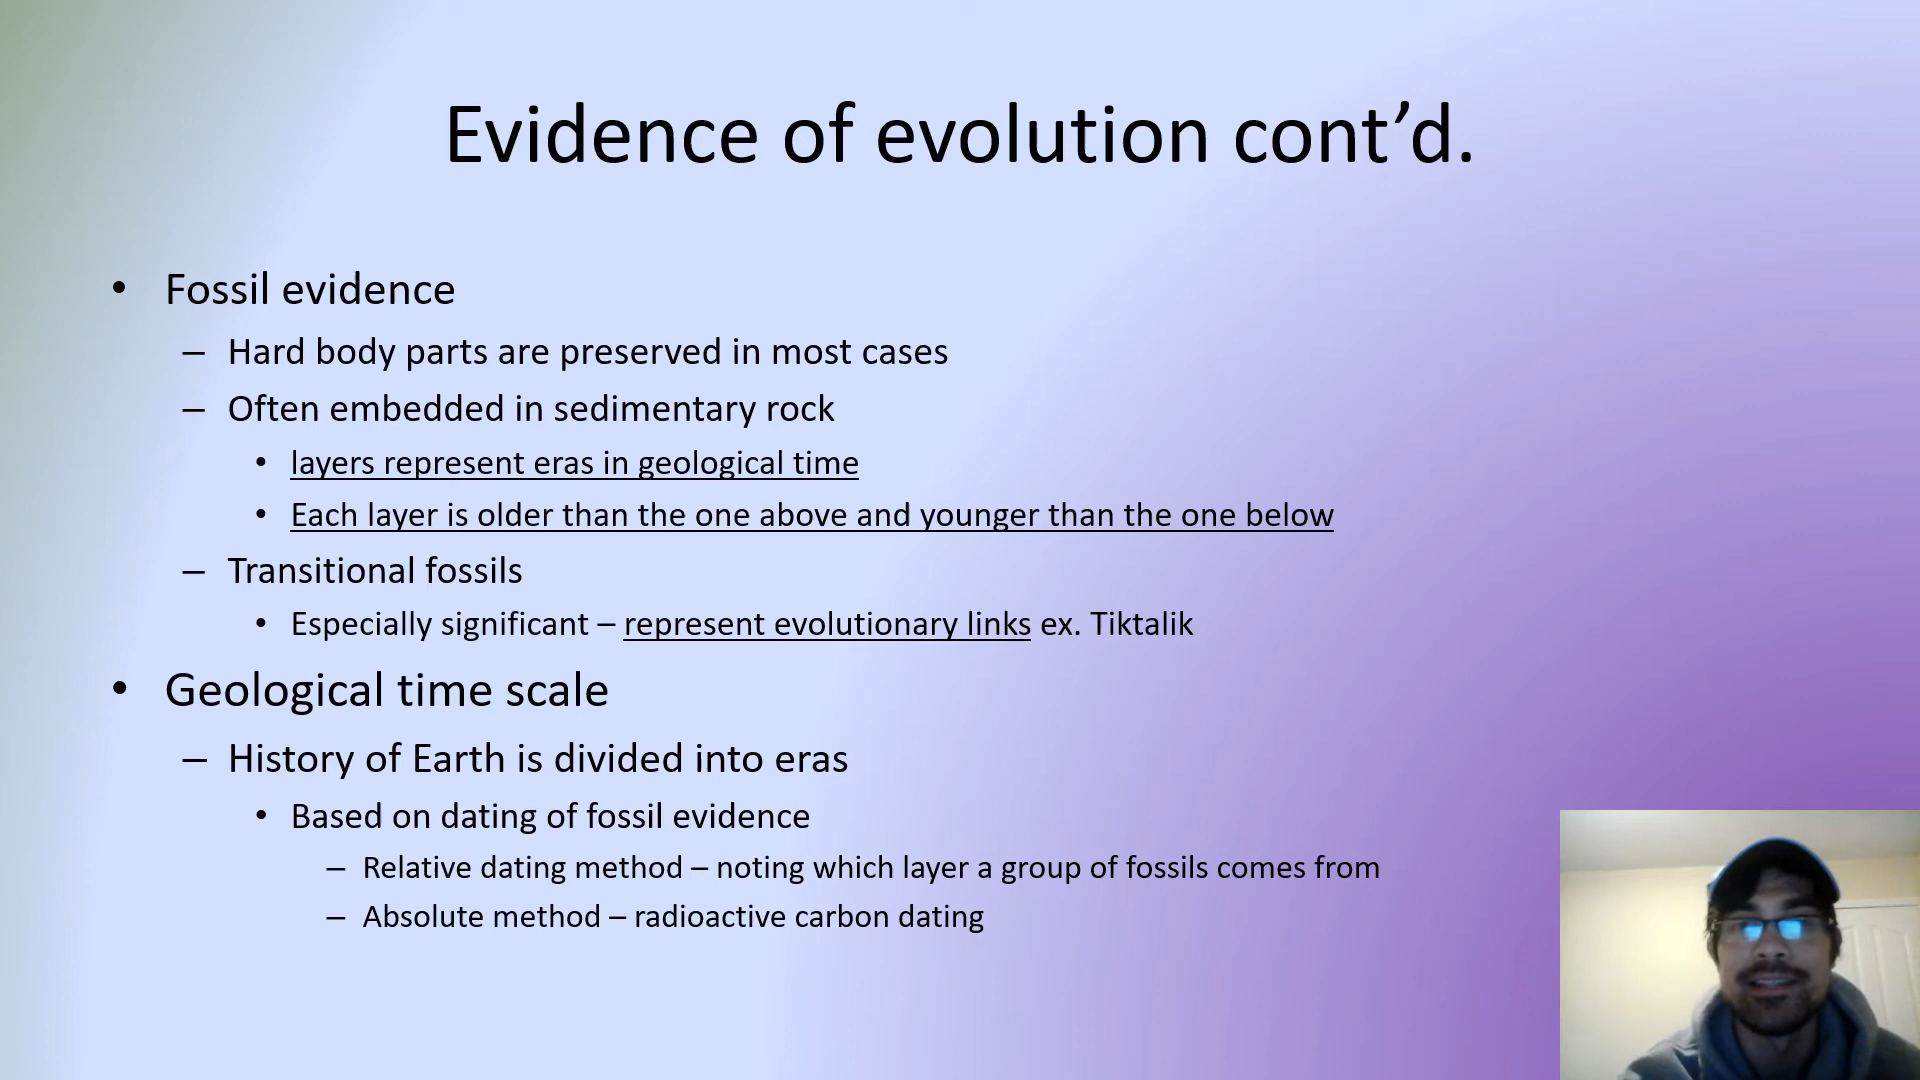 Evidence of evolution cont’d.
• Fossil evidence
– Hard body parts are preserved in most cases
– Often embedded in sedimentary rock
• layers represent eras in geological time
• Each layer is older than the one above and younger than the one below
– Transitional fossils
• Especially significant – represent evolutionary links ex. Tiktalik
• Geological time scale
– History of Earth is divided into eras
• Based on dating of fossil evidence
– Relative dating method – noting which layer a group of fossils comes from
– Absolute method – radioactive carbon dating